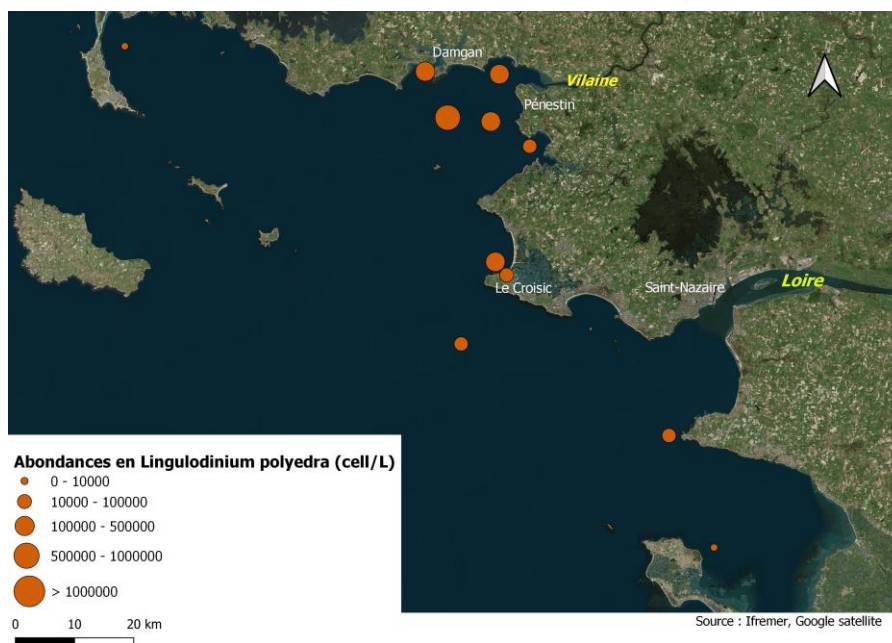 Damgan
Vilaine
Pénestin
Le Croisic
Saint-Nazaire
Loire
Abondances en Lingulodinium polyedra (cell/L)
0 - 10000
10000 - 100000
100000 - 500000
500000 - 1000000
> 1000000
0 10 20 km
Source : Ifremer, Google satellite